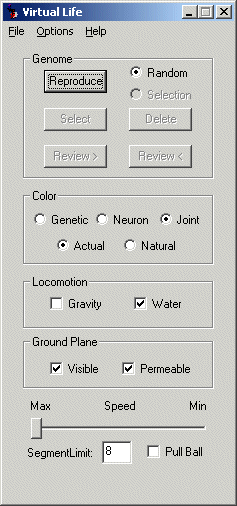 Virtual Life
File Options Help
Genome
Reproduce Random
Selection
Select Delete
Review > Review <
Color
Genetic Neuron Joint
Actual Natural
Locomotion
Gravity Water
Ground Plane
Visible Permeable
Max Speed Min
SegmentLimit: 8 Pull Ball